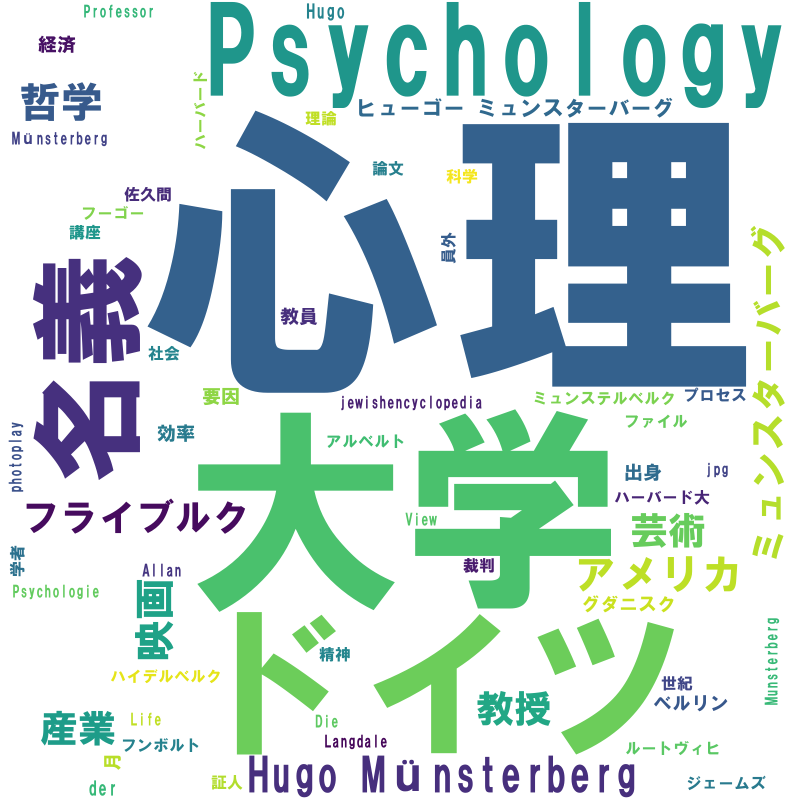 Professor
Hugo
Psychology
経済
哲学
ハーバード
ヒューゴー ミュンスターバーグ
理論
Münsterberg
論文
科学
佐久間
フーゴー
講座
員外
心理
名義
教員
社会
ミュンスターバーグ
要因
jewishencyclopedia
ミュンステルベルク
プロセス
photoplay
効率
アルベルト
ファイル
大学
出身
jpg
ハーバード大
フライブルク
View
芸術
学者
Allan
裁判
アメリカ
Psychologie
映画
グダニスク
ドイツ
精神
Munsterberg
ハイデルベルク
世紀
ベルリン
産業
Life
Die
教授
フンボルト
Langdale
ルートヴィヒ
月
der
証人
Hugo Münsterberg
ジェームズ